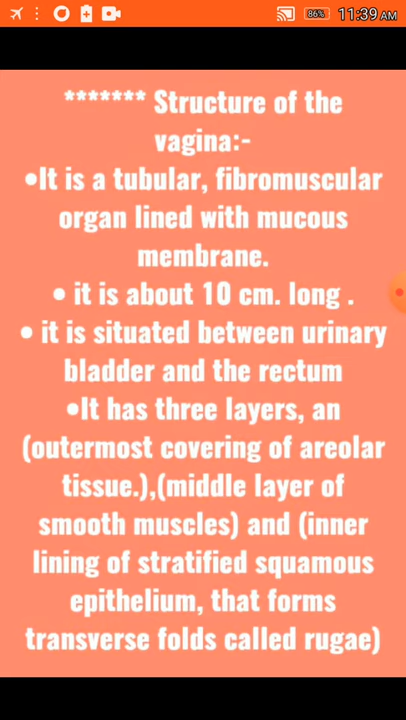 86%
11:39 AM
******* Structure of the
vagina:-
•It is a tubular, fibromuscular
organ lined with mucous
membrane.
• it is about 10 cm. long .
• it is situated between urinary
bladder and the rectum
•It has three layers, an
(outermost covering of areolar
tissue.),(middle layer of
smooth muscles) and (inner
lining of stratified squamous
epithelium, that forms
transverse folds called rugae)